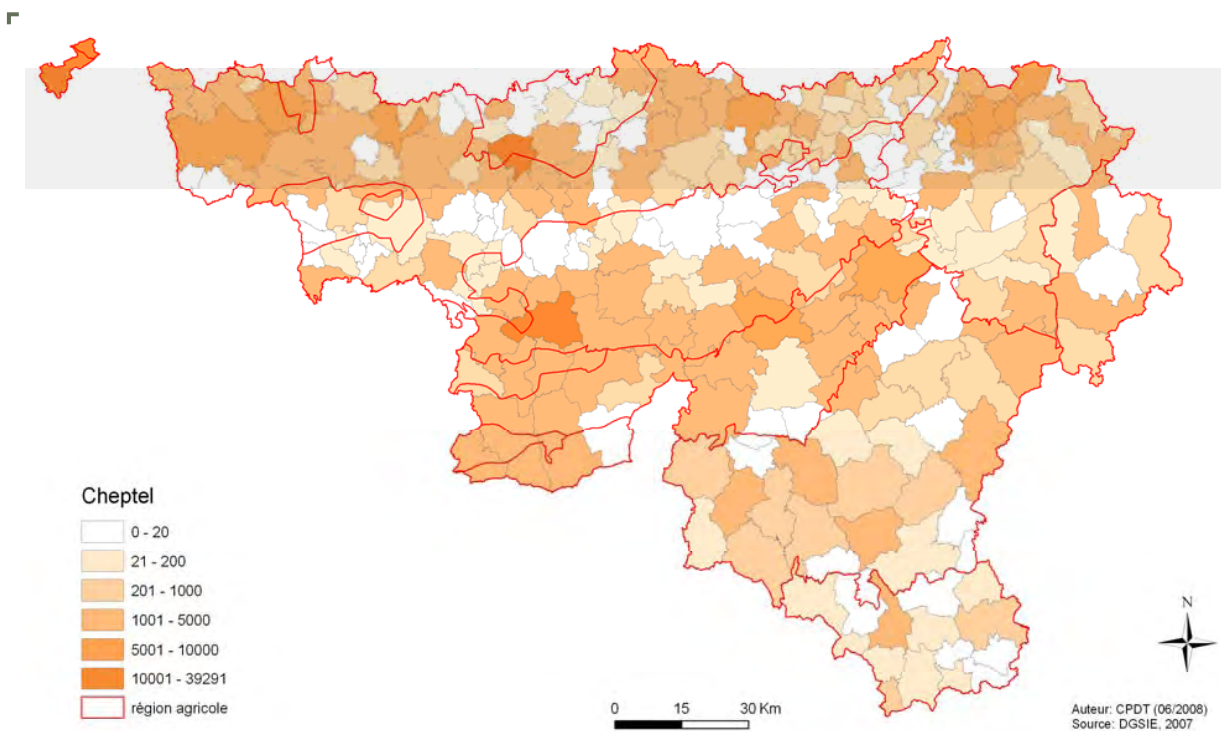 Cheptel
0 - 20
21 - 200
201 - 1000
1001 - 5000
5001 - 10000
10001 - 39291
région agricole
0 15 30 Km
N
Auteur: CPDT (06/2008)
Source: DGSIE, 2007